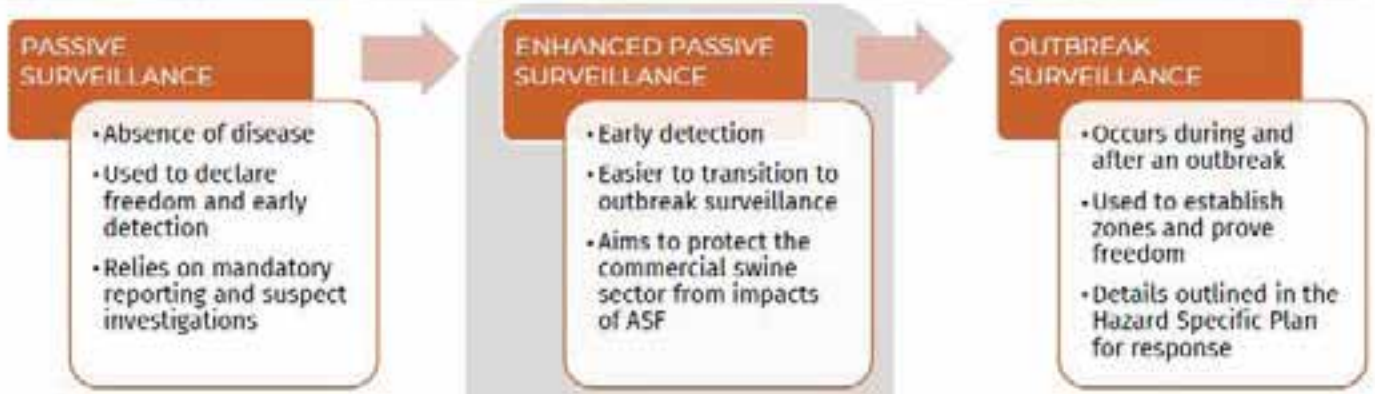 PASSIVE
SURVEILLANCE
• Absence of disease
• Used to declare
freedom and early
detection
• Relies on mandatory
reporting and suspect
investigations
ENHANCED PASSIVE
SURVEILLANCE
• Early detection
• Easier to transition to
outbreak surveillance
• Aims to protect the
commercial swine
sector from impacts
of ASF
OUTBREAK
SURVEILLANCE
• Occurs during and
after an outbreak
• Used to establish
zones and prove
freedom
• Details outlined in the
Hazard Specific Plan
for response